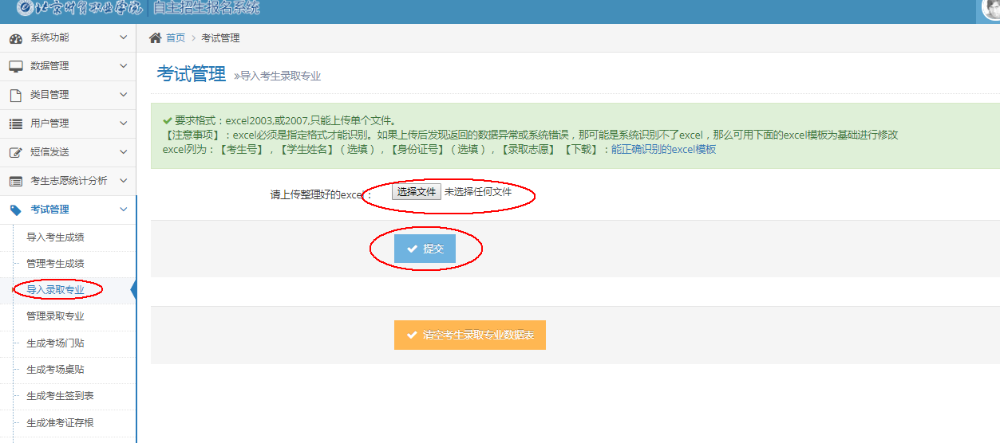 北京财贸职业学院 自主招生报名系统
系统功能
数据管理
类目管理
用户管理
短信发送
考生志愿统计分析
考试管理
导入考生成绩
管理考生成绩
导入录取专业
管理录取专业
生成考场门贴
生成考场桌贴
生成考生签到表
生成准考证存根
首页 > 考试管理
考试管理 »导入考生录取专业
要求格式：excel2003,或2007,只能上传单个文件。
【注意事项】：excel必须是指定格式才能识别。如果上传后发现返回的数据异常或系统错误，那可能是系统识别不了excel，那么可用下面的excel模板为基础进行修改
excel列为：【考生号】，【学生姓名】（选填），【身份证号】（选填），【录取志愿】 【下载】：能正确识别的excel模板
请上传整理好的excel： 选择文件 未选择任何文件
提交
清空考生录取专业数据表